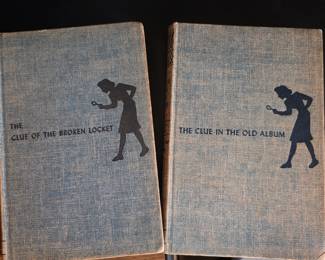 THE
CLUE OF THE BROKEN LOCKET
THE CLUE IN THE OLD ALBUM